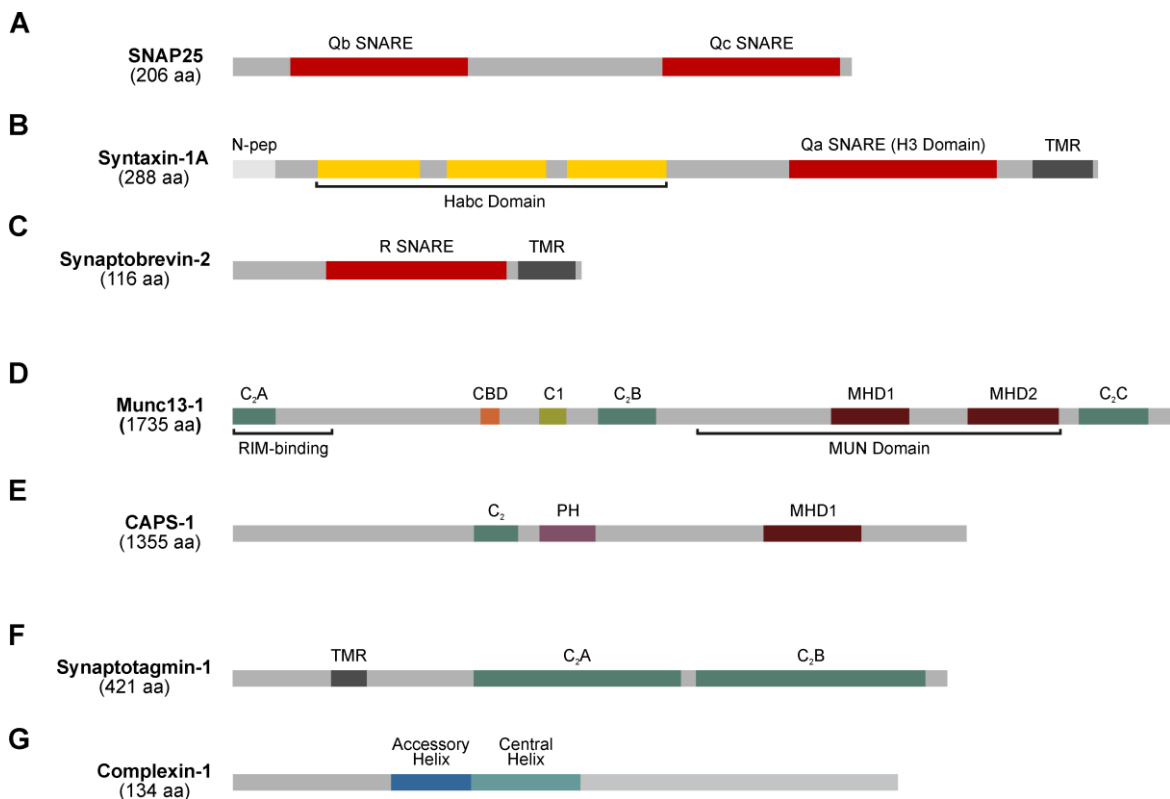 A
SNAP25
(206 aa)
Qb SNARE
Qc SNARE
B
Syntaxin-1A
(288 aa)
N-pep
Qa SNARE (H3 Domain)
TMR
Habc Domain
C
Synaptobrevin-2
(116 aa)
R SNARE
TMR
D
Munc13-1
(1735 aa)
C₂A
CBD
C1
C₂B
MHD1
MHD2
C₂C
RIM-binding
MUN Domain
E
CAPS-1
(1355 aa)
C₂
PH
MHD1
F
Synaptotagmin-1
(421 aa)
TMR
C₂A
C₂B
G
Complexin-1
(134 aa)
Accessory
Helix
Central
Helix